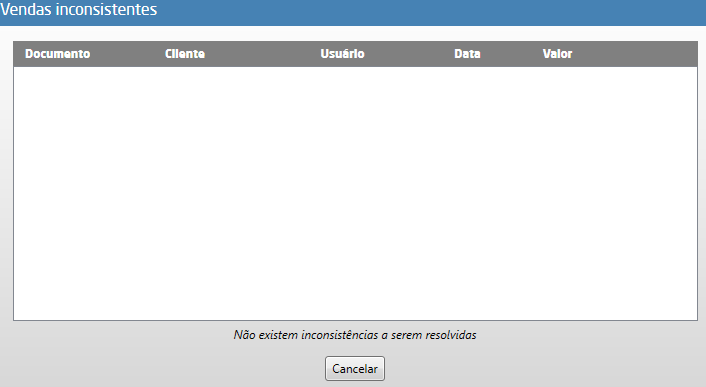 Vendas inconsistentes
Documento Cliente Usuário Data Valor
Não existem inconsistências a serem resolvidas
Cancelar